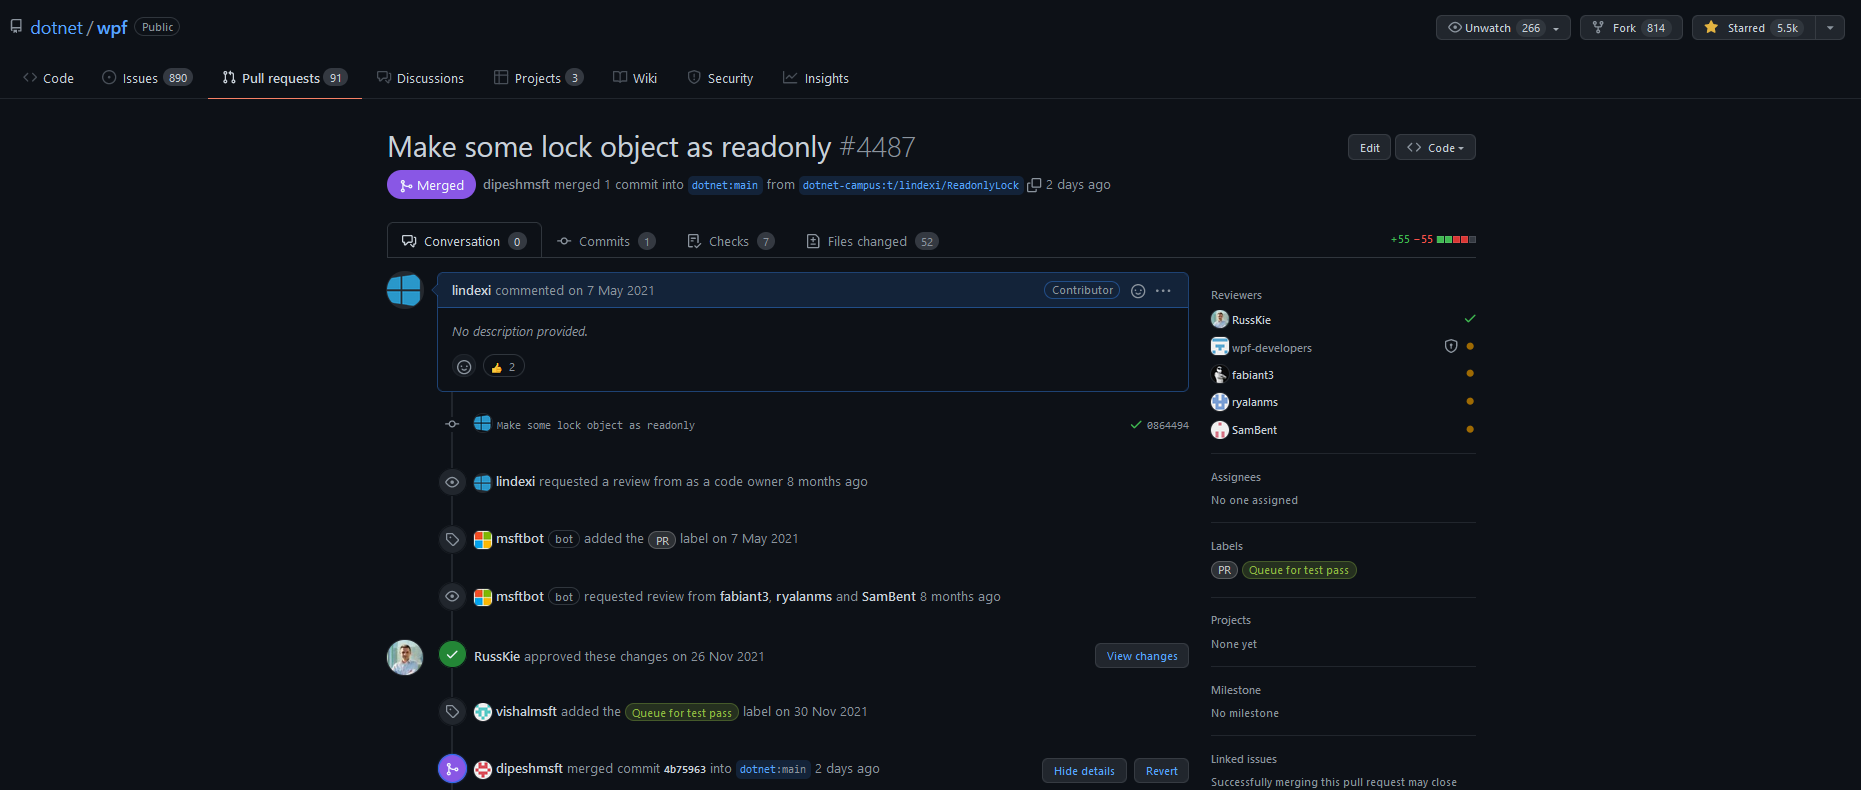 dotnet / wpf Public
Unwatch 266
Fork 814
Starred 5.5k
Code
Issues 890
Pull requests 91
Discussions
Projects 3
Wiki
Security
Insights
Make some lock object as readonly #4487
Edit
Code
Merged dipeshmsft merged 1 commit into dotnet:main from dotnet-campus:t/lindexi/ReadonlyLock 2 days ago
Conversation 0
Commits 1
Checks 7
Files changed 52
+55 −55
lindexi commented on 7 May 2021
Contributor
No description provided.
2
Make some lock object as readonly
0864494
lindexi requested a review from as a code owner 8 months ago
msftbot bot added the PR label on 7 May 2021
msftbot bot requested review from fabiant3, ryalanms and SamBent 8 months ago
RussKie approved these changes on 26 Nov 2021
View changes
vishalmsft added the Queue for test pass label on 30 Nov 2021
dipeshmsft merged commit 4b75963 into dotnet:main 2 days ago
Hide details
Revert
Reviewers
RussKie
wpf-developers
fabiant3
ryalanms
SamBent
Assignees
No one assigned
Labels
PR
Queue for test pass
Projects
None yet
Milestone
No milestone
Linked issues
Successfully merging this pull request may close